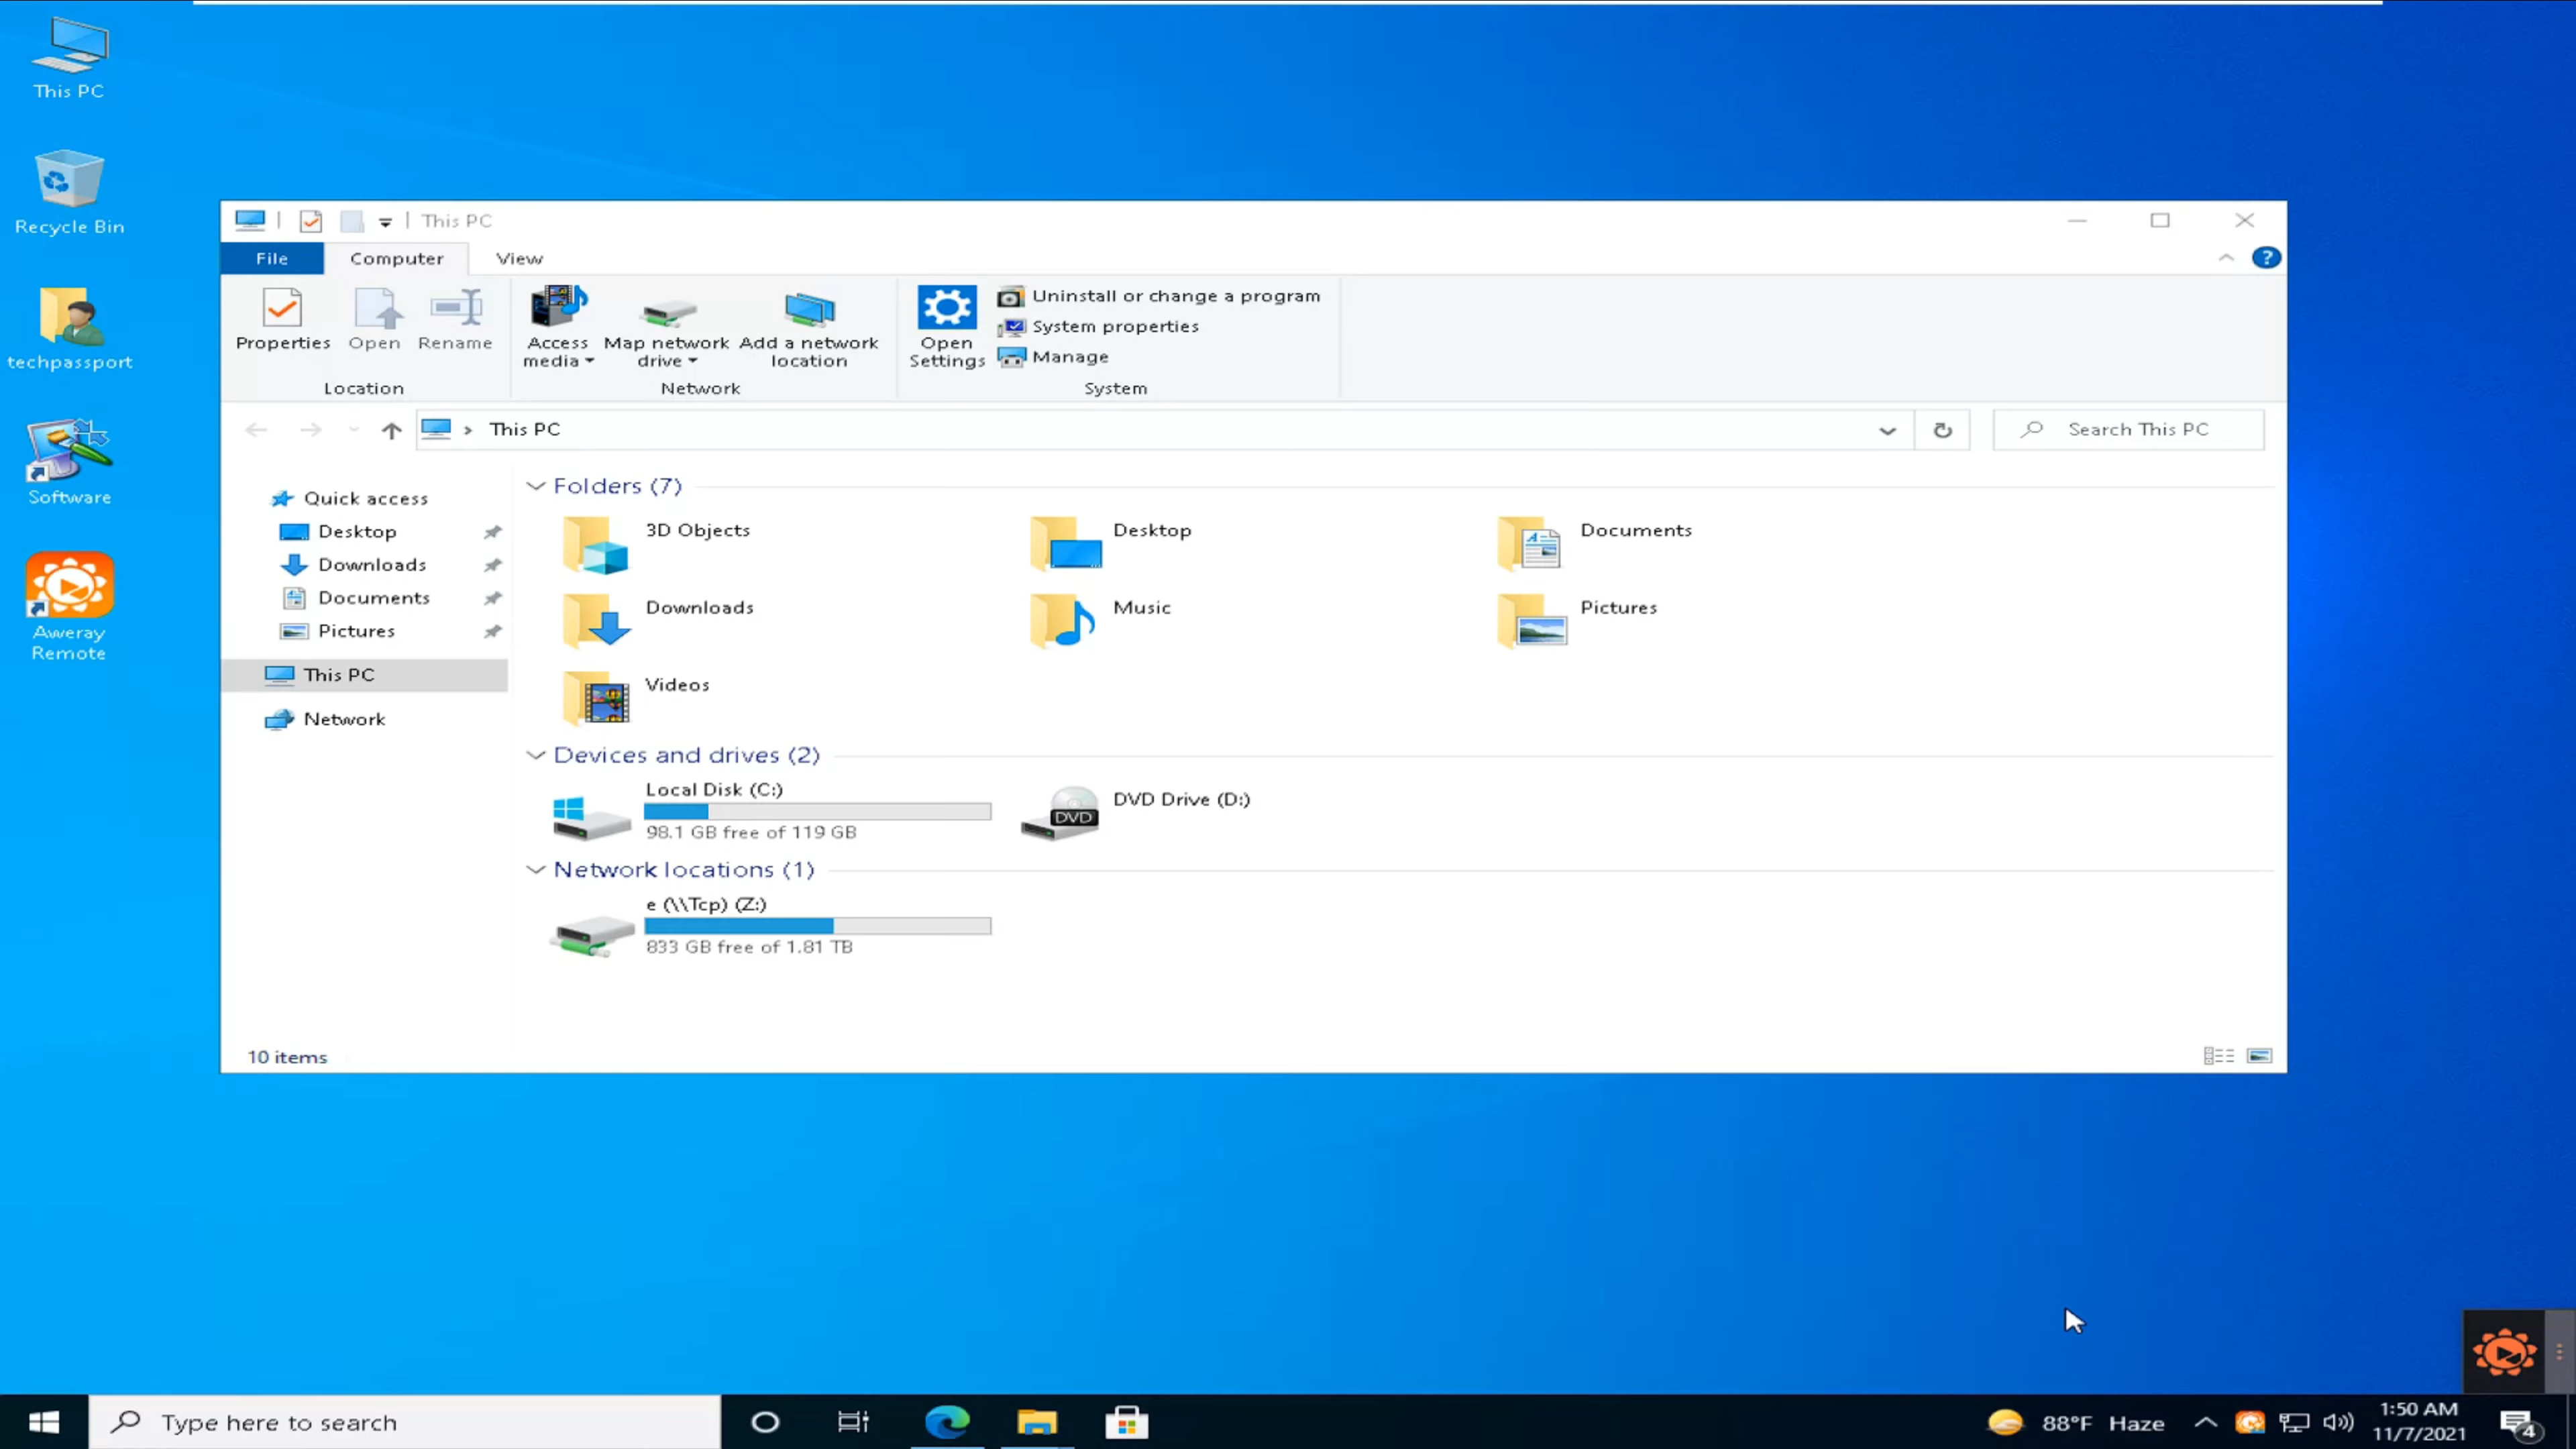 This PC
Recycle Bin
techpassport
Software
Aweray
Remote
This PC
File
Computer
View
?
Properties
Open
Rename
Location
Access
media
Map network
drive
Add a network
location
Network
Open
Settings
Uninstall or change a program
System properties
Manage
System
This PC
Search This PC
Quick access
Desktop
Downloads
Documents
Pictures
This PC
Network
Folders (7)
3D Objects
Desktop
Documents
Downloads
Music
Pictures
Videos
Devices and drives (2)
Local Disk (C:)
98.1 GB free of 119 GB
DVD
DVD Drive (D:)
Network locations (1)
e (\\Tcp) (Z:)
833 GB free of 1.81 TB
10 items
Type here to search
88°F Haze
1:50 AM
11/7/2021
4